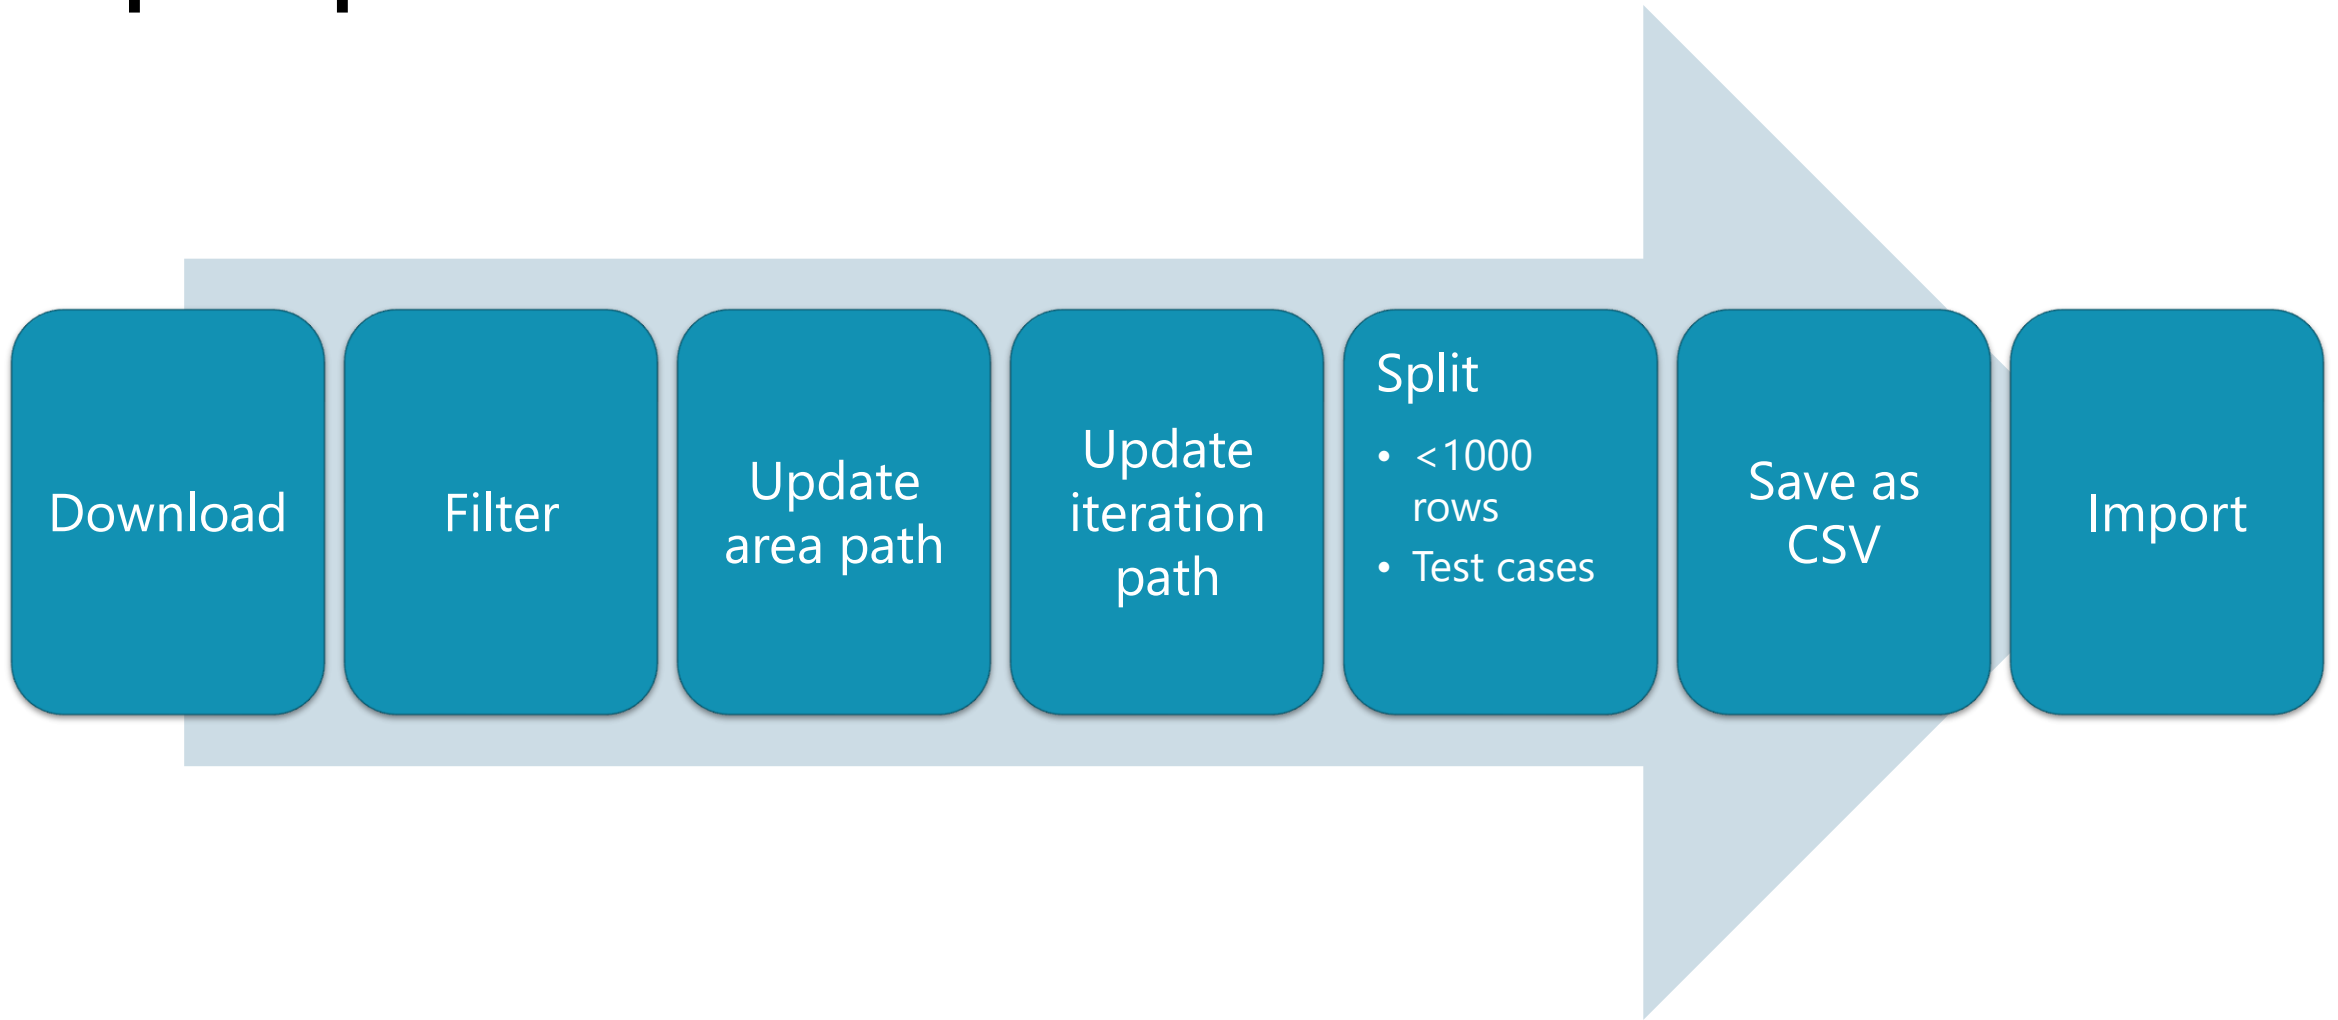 Download
Filter
Update
area path
Update
iteration
path
Split
• <1000
rows
• Test cases
Save as
CSV
Import